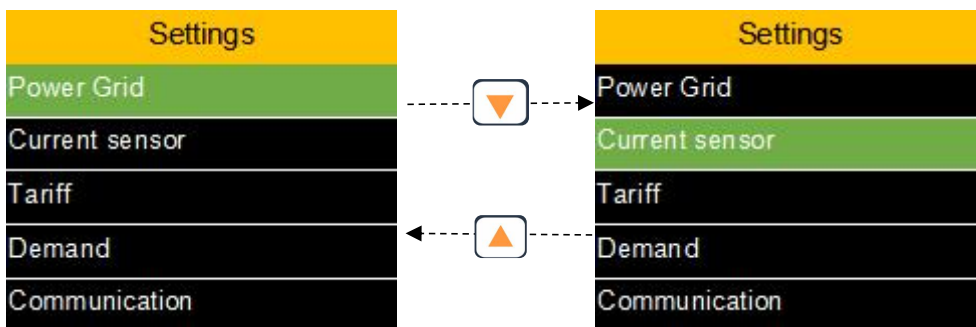 Settings
Power Grid
Current sensor
Tariff
Demand
Communication
Settings
Power Grid
Current sensor
Tariff
Demand
Communication